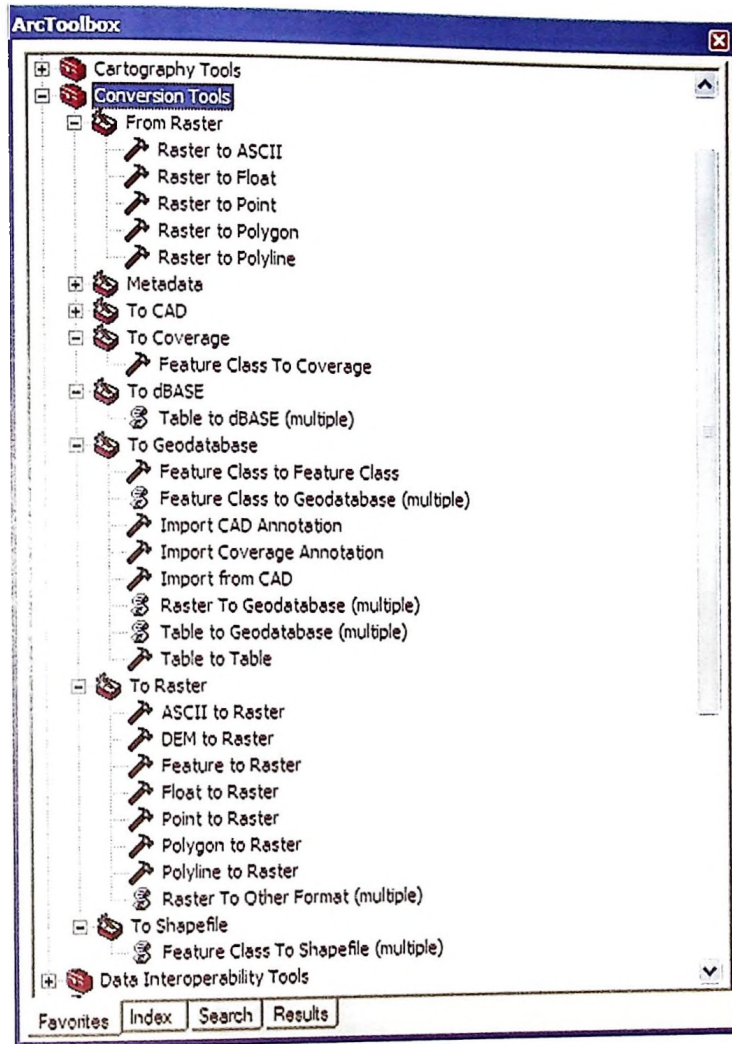 ArcToolbox
Cartography Tools
Conversion Tools
From Raster
Raster to ASCII
Raster to Float
Raster to Point
Raster to Polygon
Raster to Polyline
Metadata
To CAD
To Coverage
Feature Class To Coverage
To dBASE
Table to dBASE (multiple)
To Geodatabase
Feature Class to Feature Class
Feature Class to Geodatabase (multiple)
Import CAD Annotation
Import Coverage Annotation
Import from CAD
Raster To Geodatabase (multiple)
Table to Geodatabase (multiple)
Table to Table
To Raster
ASCII to Raster
DEM to Raster
Feature to Raster
Float to Raster
Point to Raster
Polygon to Raster
Polyline to Raster
Raster To Other Format (multiple)
To Shapefile
Feature Class To Shapefile (multiple)
Data Interoperability Tools
Favorites Index Search Results